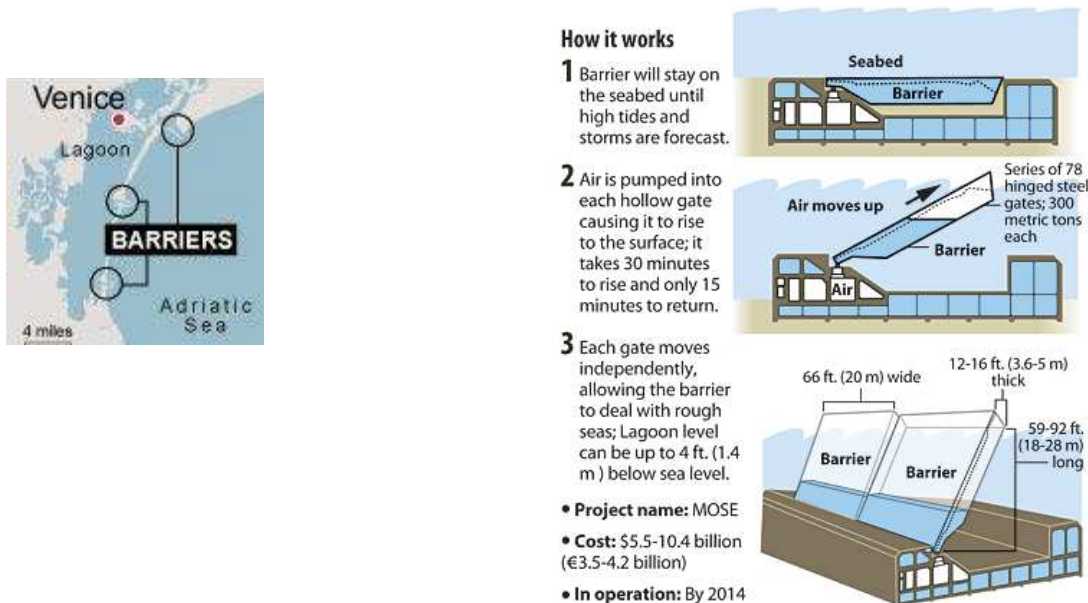 Venice
Lagoon
BARRIERS
Adriatic
Sea
4 miles
How it works
1 Barrier will stay on
the seabed until
high tides and
storms are forecast.
Seabed
Barrier
2 Air is pumped into
each hollow gate
causing it to rise
to the surface; it
takes 30 minutes
to rise and only 15
minutes to return.
Air moves up
Series of 78
hinged steel
gates; 300
metric tons
each
Barrier
Air
3 Each gate moves
independently,
allowing the barrier
to deal with rough
seas; Lagoon level
can be up to 4 ft. (1.4
m ) below sea level.
66 ft. (20 m) wide
12-16 ft. (3.6-5 m)
thick
59-92 ft.
(18-28 m)
long
Barrier
Barrier
• Project name: MOSE
• Cost: $5.5-10.4 billion
(€3.5-4.2 billion)
• In operation: By 2014